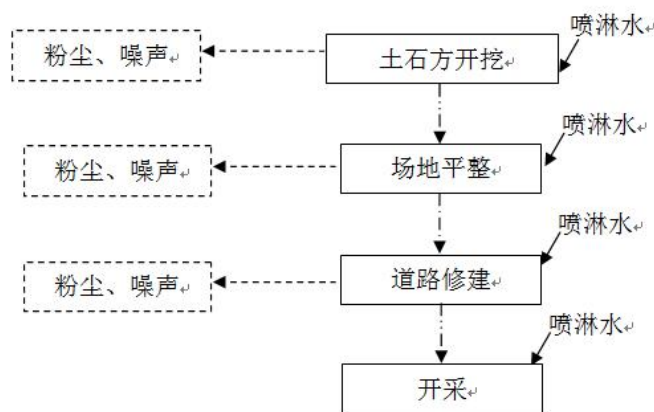 喷淋水
粉尘、噪声
土石方开挖
喷淋水
粉尘、噪声
场地平整
喷淋水
粉尘、噪声
道路修建
喷淋水
开采